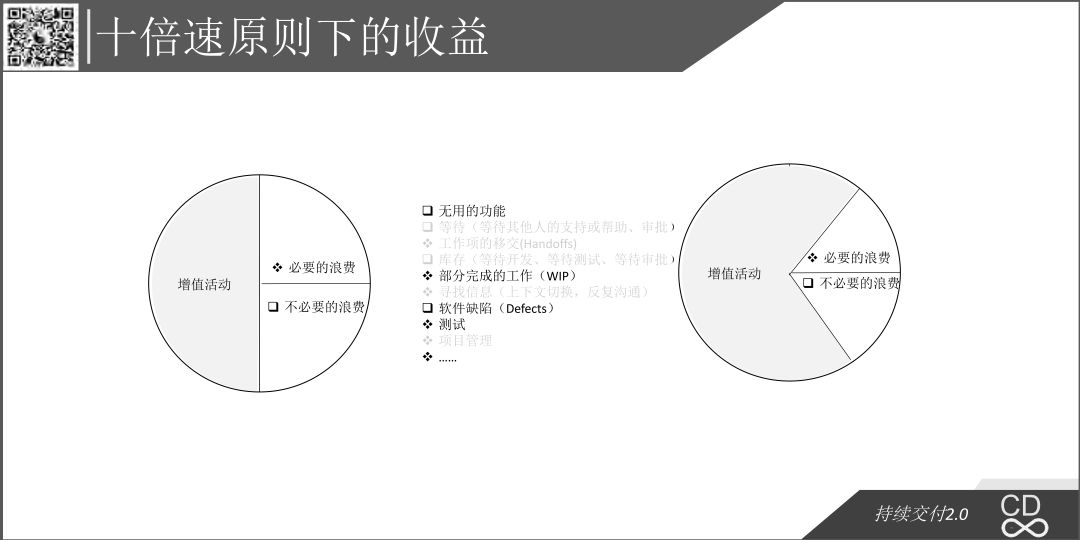 十倍速原则下的收益
增值活动
❖ 必要的浪费
❑ 不必要的浪费
❑ 无用的功能
❑ 等待（等待其他人的支持或帮助、审批）
❖ 工作项的移交(Handoffs)
❑ 库存（等待开发、等待测试、等待审批）
❖ 部分完成的工作（WIP）
❖ 寻找信息（上下文切换，反复沟通）
❑ 软件缺陷（Defects）
❖ 测试
❖ 项目管理
❖ ......
增值活动
❖ 必要的浪费
❑ 不必要的浪费
持续交付2.0
CD